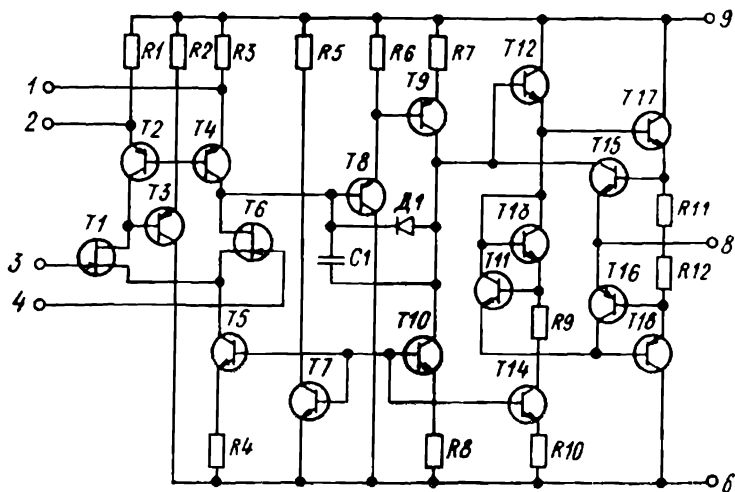 R1 R2 R3 R5 R6 R7 T12 9
1
2
T2 T4 T9 T17
T8 T15
T1 T3 T6 Д1 T13 R11
3 C1 T11 T16 8
4 R12
T5 T7 T10 R9 T18
T14
R4 R8 R10
6